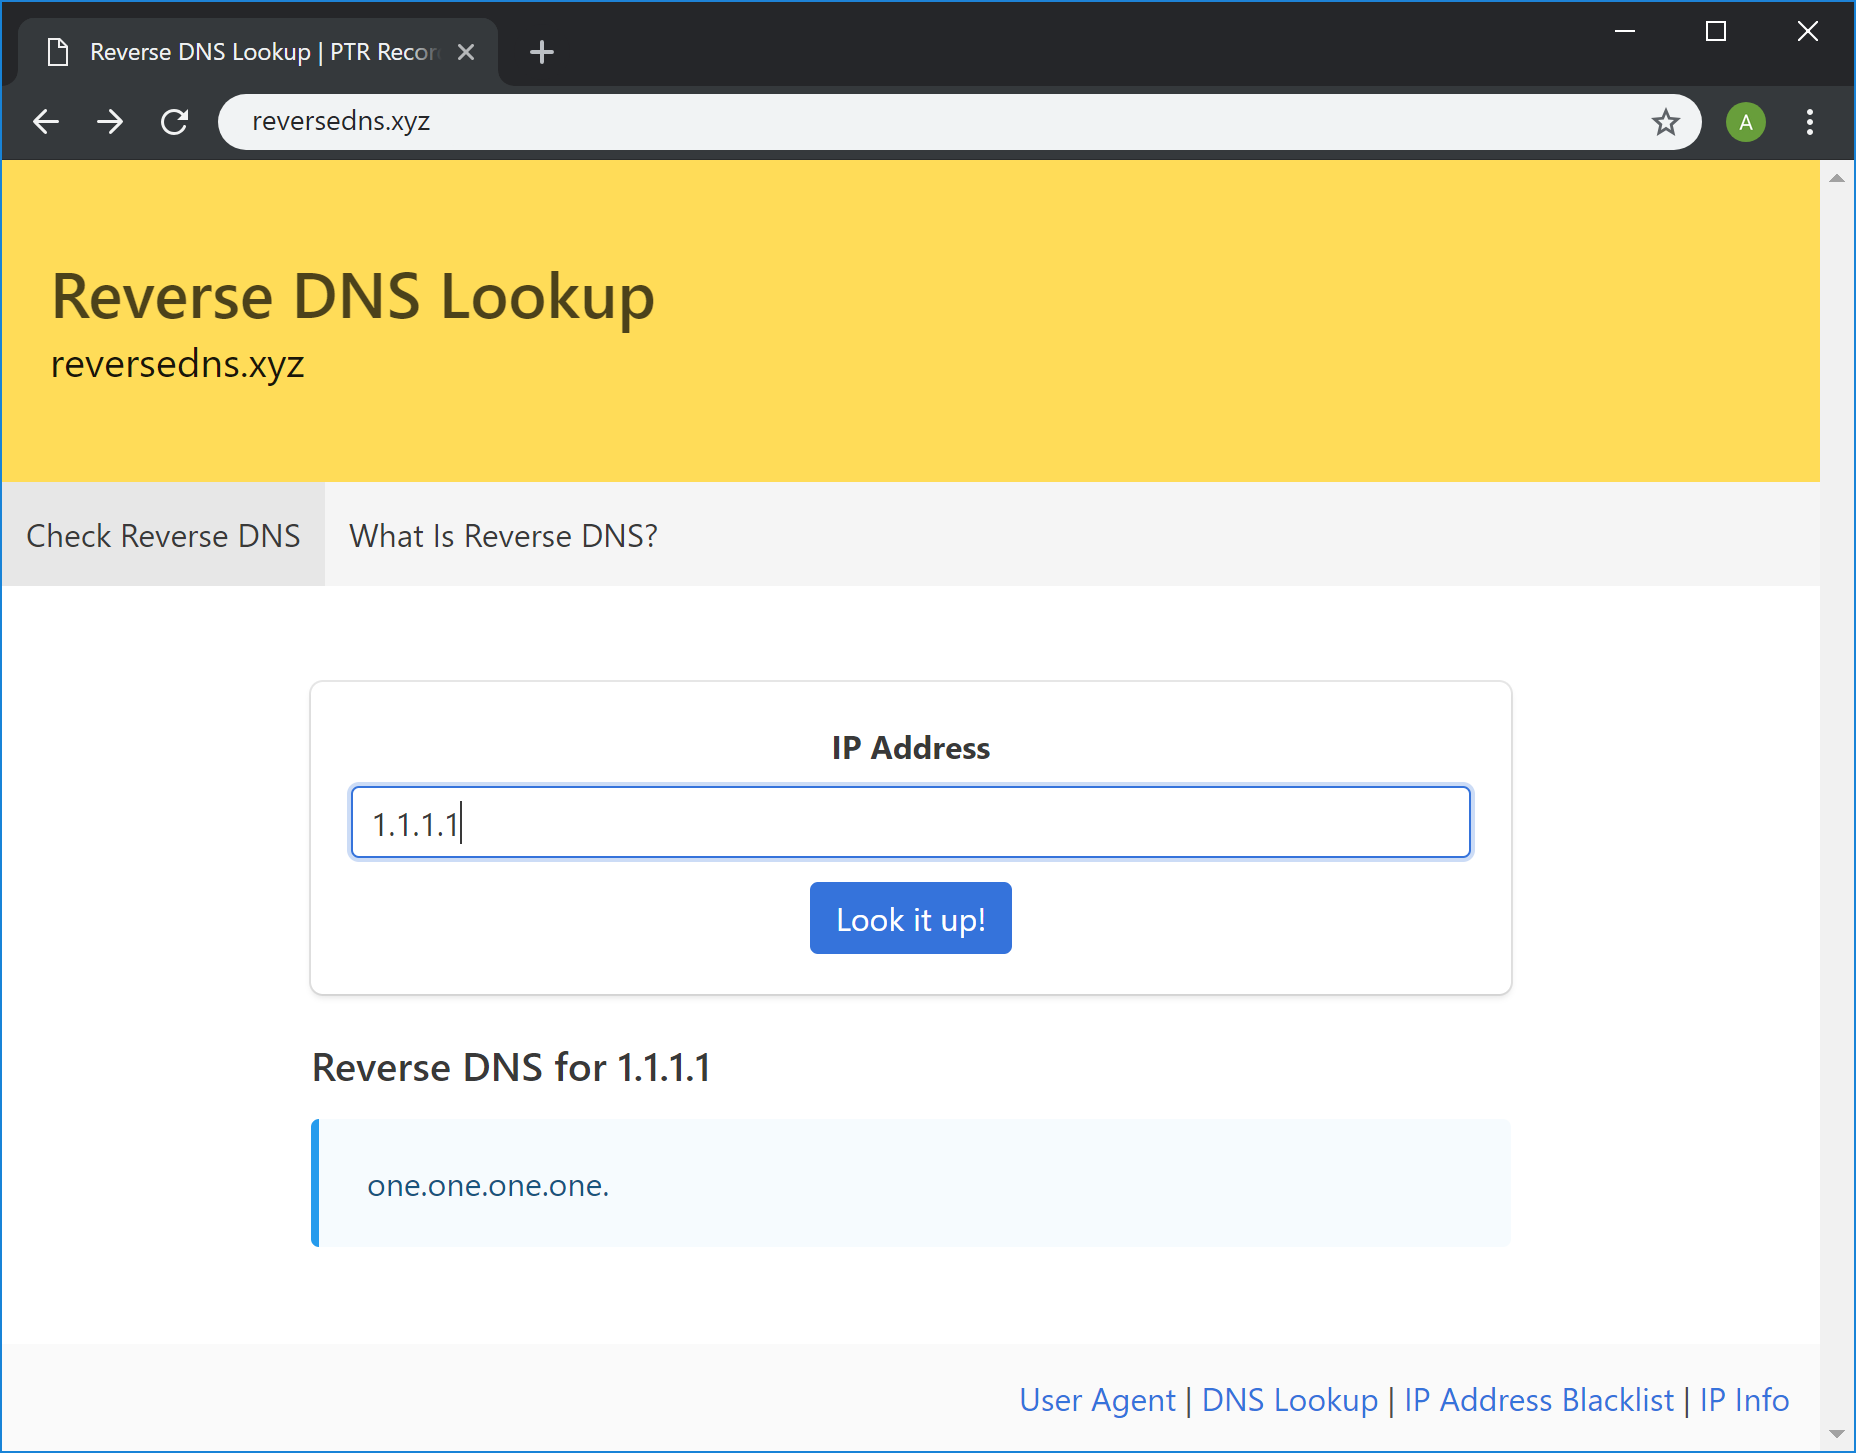 Reverse DNS Lookup | PTR Recor
reversedns.xyz
A
Reverse DNS Lookup
reversedns.xyz
Check Reverse DNS What Is Reverse DNS?
IP Address
1.1.1.1
Look it up!
Reverse DNS for 1.1.1.1
one.one.one.one.
User Agent | DNS Lookup | IP Address Blacklist | IP Info